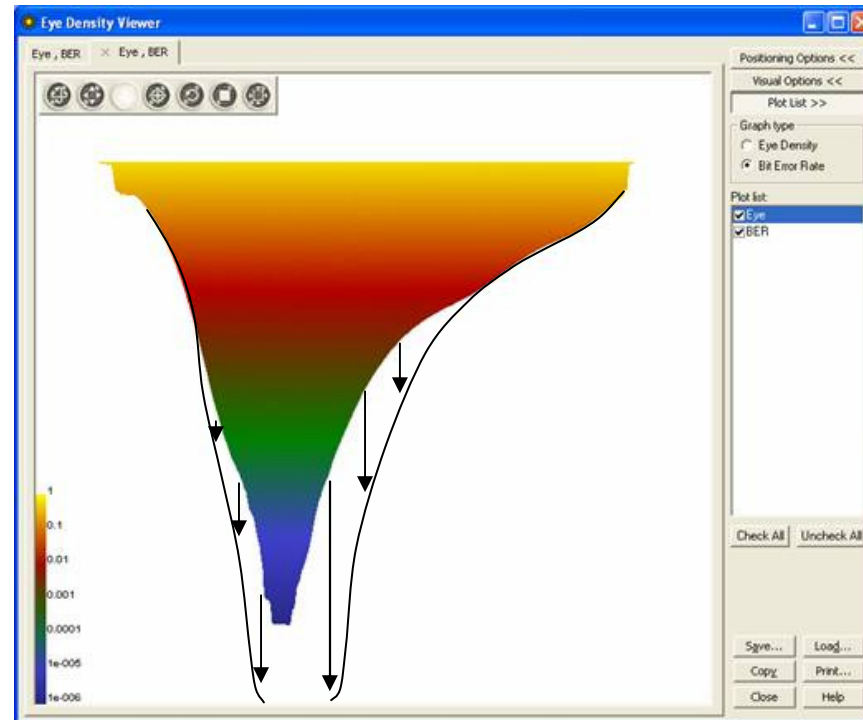 Eye Density Viewer
Eye , BER
Eye , BER
Positioning Options <<
Visual Options <<
Plot List >>
Graph type
Eye Density
Bit Error Rate
Plot list:
Eye
BER
1
0.1
0.01
0.001
0.0001
1e-005
1e-006
Check All
Uncheck All
Save...
Load...
Copy
Print...
Close
Help